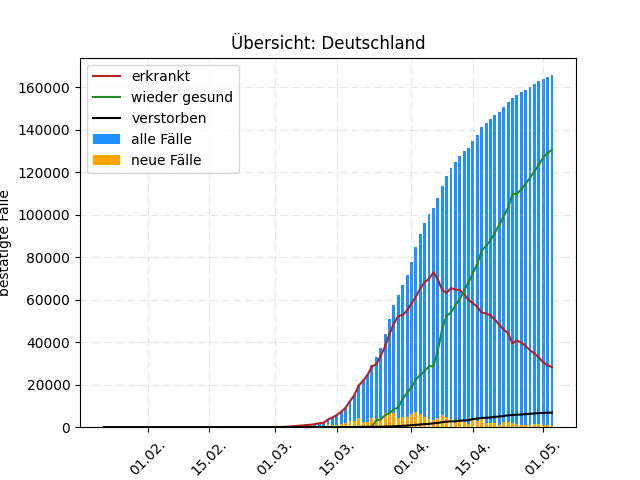 Übersicht: Deutschland
erkrankt
wieder gesund
verstorben
alle Fälle
neue Fälle
160000
140000
120000
100000
80000
60000
40000
20000
0
bestätigte Fälle
01.02.
15.02.
01.03.
15.03.
01.04.
15.04.
01.05.